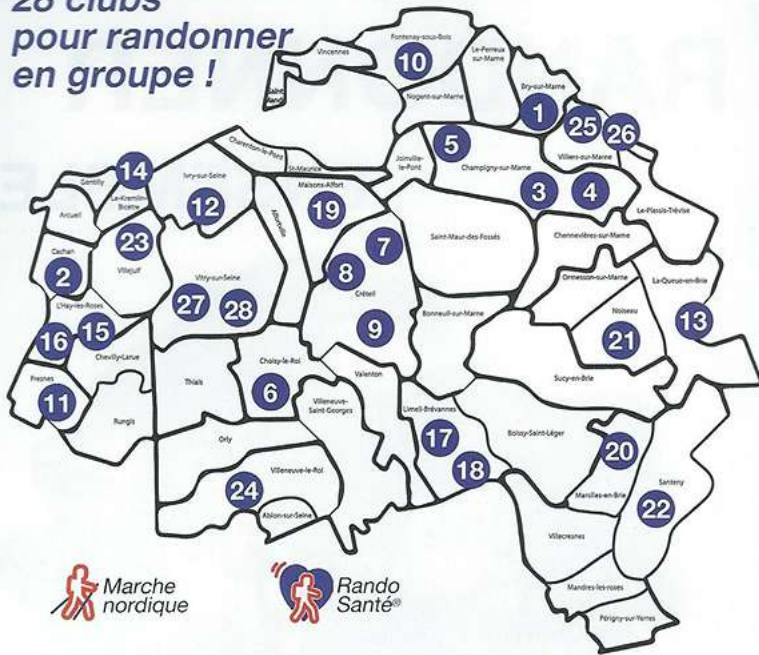 28 clubs
pour randonner
en groupe !
Vincennes
Fontenay-sous-Bois
10
Le-Perreux
sur-Marne
Saint
Mandé
Nogent-sur-Marne
Bry-sur-Marne
1
25
26
Villiers-sur-Marne
Charenton-le-Pont
St-Maurice
Joinville-
le-Pont
5
Champigny-sur-Marne
3
4
Le-Plessis-Trévise
14
Gentilly
Le-Kremlin-
Bicetre
Ivry-sur-Seine
12
Maisons-Alfort
19
Alfortville
Arcueil
23
Villejuif
Cachan
2
Vitry-sur-Seine
27
28
7
8
Créteil
9
Saint-Maur-des-Fossés
Chennevières-sur-Marne
Ormesson-sur-Marne
La-Queue-en-Brie
13
Noiseau
21
L'Hay-les-Roses
16
15
Chevilly-Larue
Bonneuil-sur-Marne
Sucy-en-Brie
Fresnes
11
Rungis
Thiais
Choisy-le-Roi
6
Valenton
Villeneuve-
Saint-Georges
Limeil-Brévannes
17
18
Boissy-Saint-Léger
20
Marolles-en-Brie
Santeny
22
Orly
Villeneuve-le-Roi
24
Ablon-sur-Seine
Villecresnes
Mandres-les-roses
Périgny-sur-Yerres
Marche
nordique
Rando
Santé®